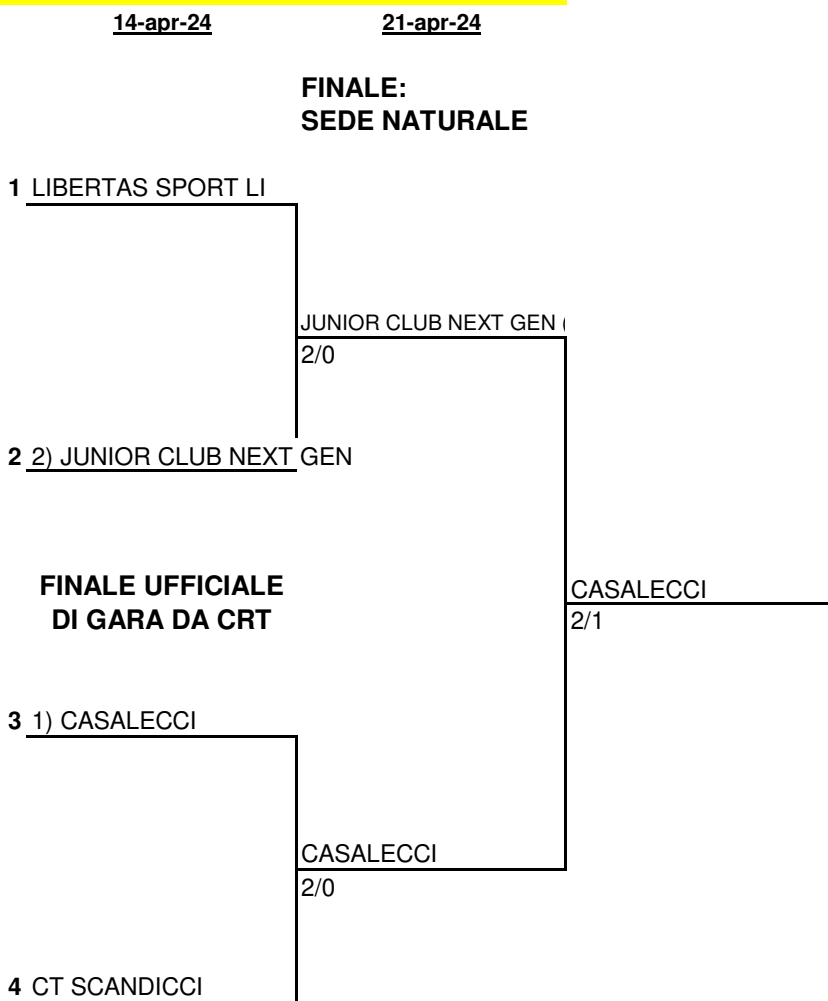 14-apr-24 21-apr-24
FINALE:
SEDE NATURALE
1 LIBERTAS SPORT LI
JUNIOR CLUB NEXT GEN (
2/0
2 2) JUNIOR CLUB NEXT GEN
FINALE UFFICIALE
DI GARA DA CRT
CASALECCI
2/1
3 1) CASALECCI
CASALECCI
2/0
4 CT SCANDICCI